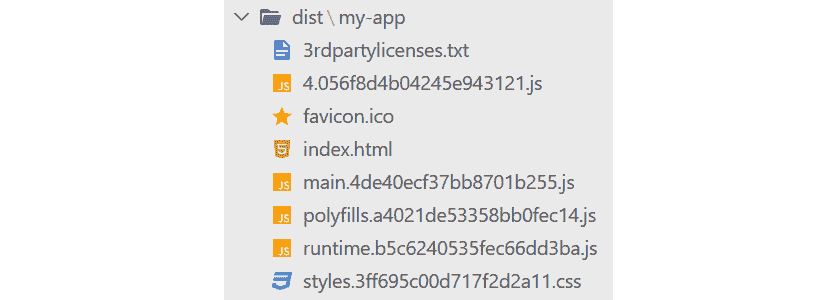 dist\my-app
3rdpartylicenses.txt
4.056f8d4b04245e943121.js
favicon.ico
index.html
main.4de40ecf37bb8701b255.js
polyfills.a4021de53358bb0fec14.js
runtime.b5c6240535fec66dd3ba.js
styles.3ff695c00d717f2d2a11.css